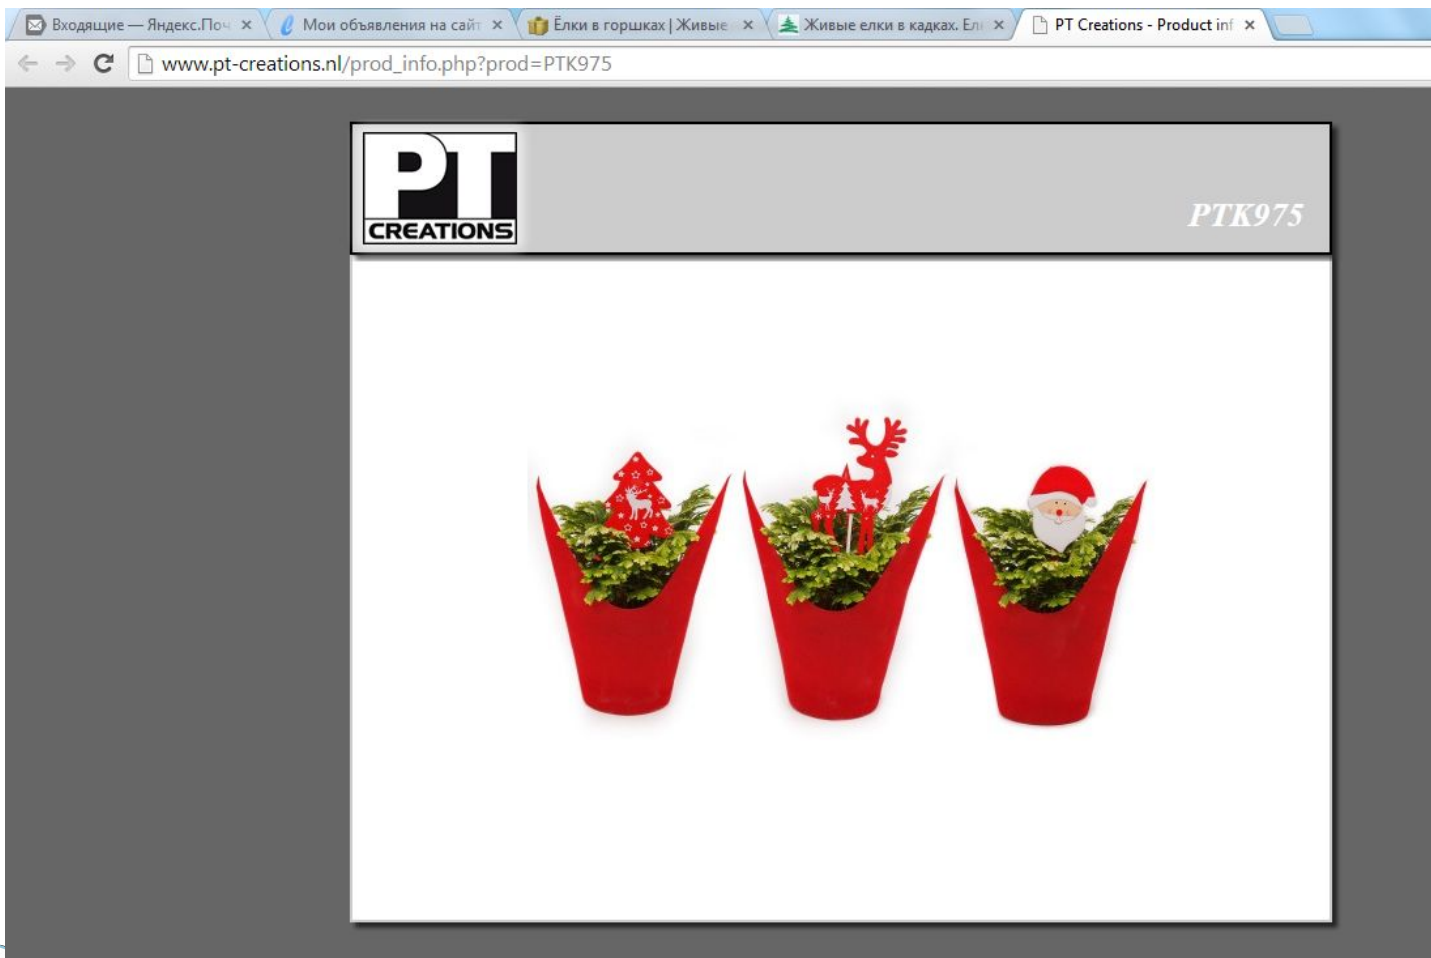 Входящие — Яндекс.Поч
Мои объявления на сайт
Ёлки в горшках | Живые
Живые елки в кадках. Ел
PT Creations - Product inf
www.pt-creations.nl/prod_info.php?prod=PTK975
PT
CREATIONS
PTK975